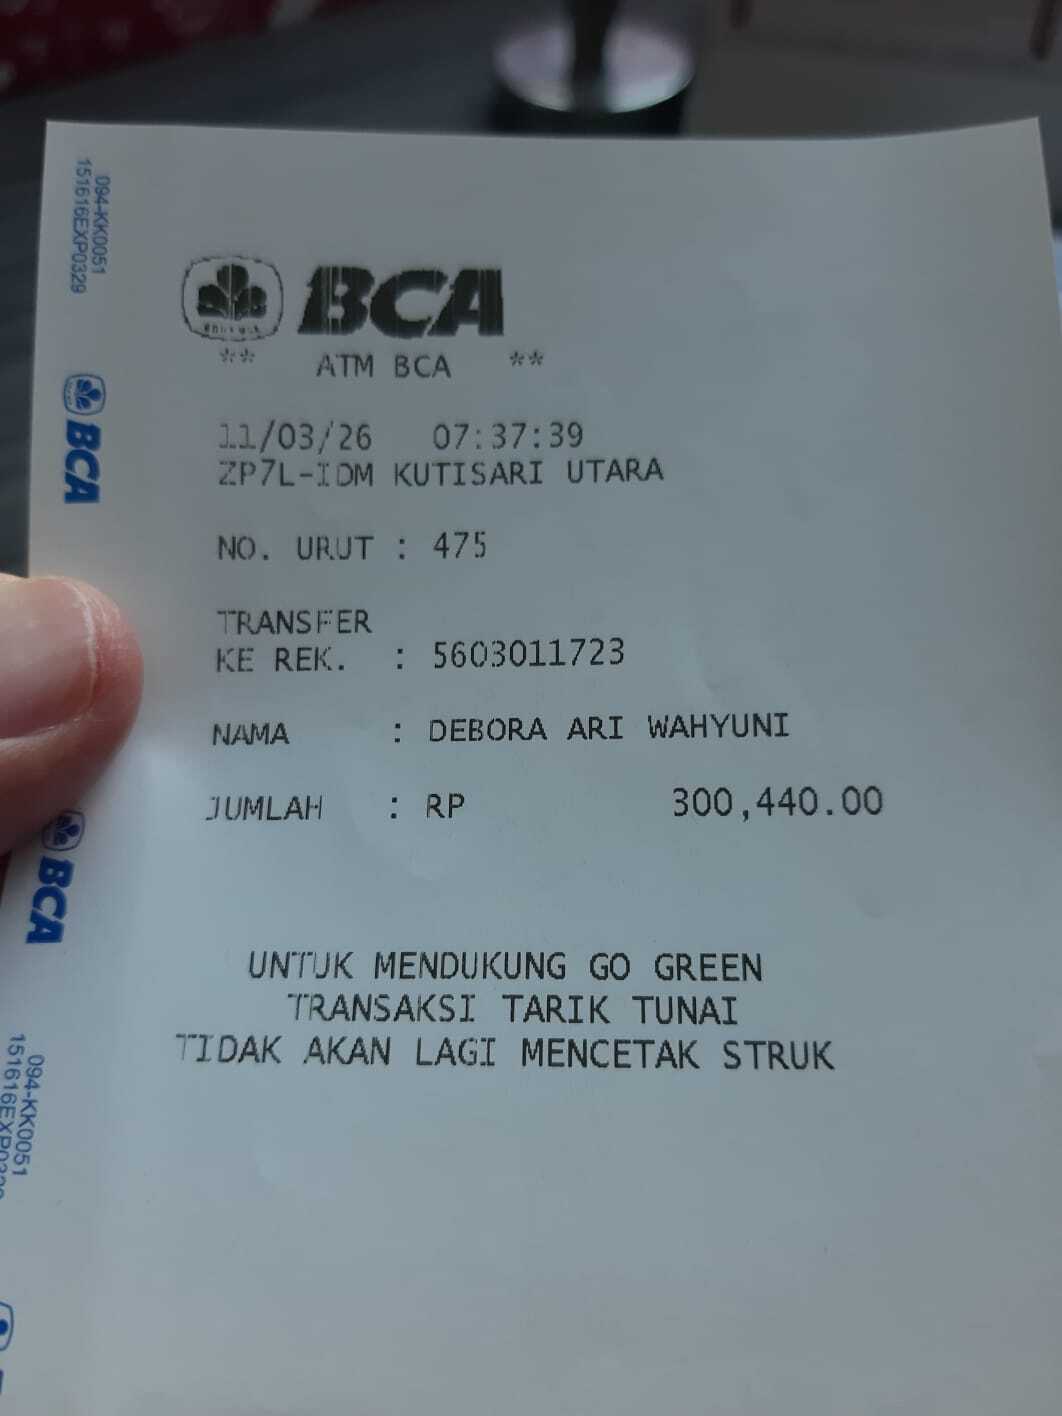 094-KK0051
151616EXP0329
BCA
BCA
** ATM BCA **
11/03/26 07:37:39
ZP7L-IDM KUTISARI UTARA
NO. URUT : 475
TRANSFER
KE REK. : 5603011723
NAMA : DEBORA ARI WAHYUNI
JUMLAH : RP 300,440.00
BCA
UNTUK MENDUKUNG GO GREEN
TRANSAKSI TARIK TUNAI
TIDAK AKAN LAGI MENCETAK STRUK
094-KK0051